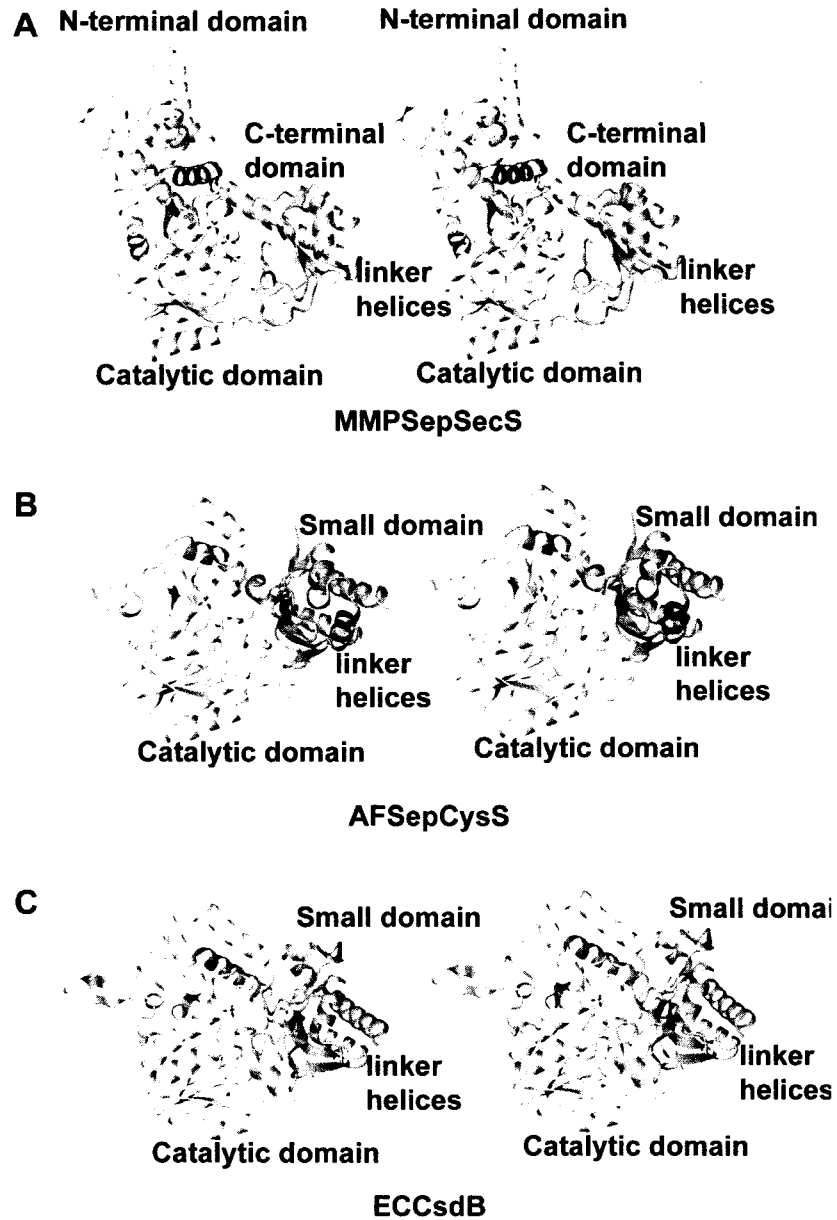 A
N-terminal domain
N-terminal domain
C-terminal
domain
C-terminal
domain
linker
helices
linker
helices
Catalytic domain
Catalytic domain
MMPSepSecS
B
Small domain
Small domain
linker
helices
linker
helices
Catalytic domain
Catalytic domain
AFSepCysS
C
Small domain
Small domai
linker
helices
linker
helices
Catalytic domain
Catalytic domain
ECCsdB